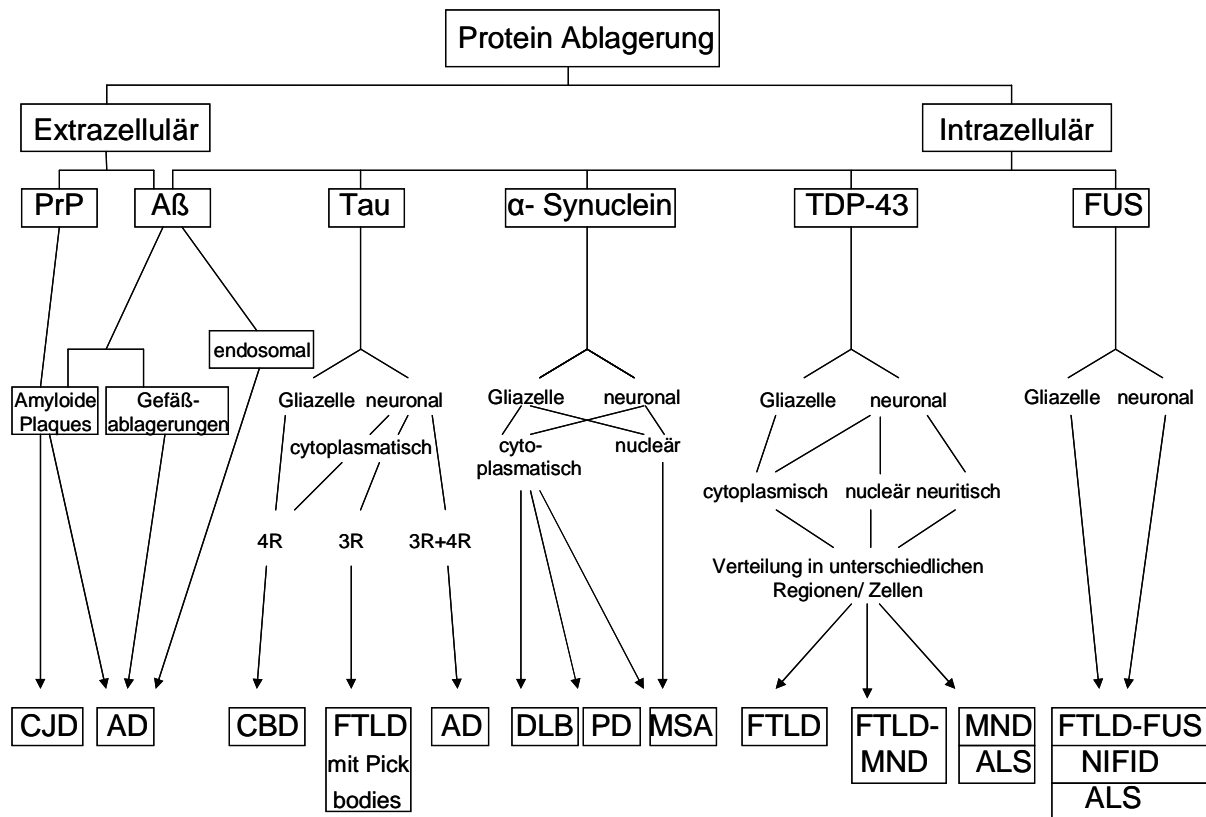 Protein Ablagerung
Extrazellulär
Intrazellulär
PrP
Aß
Tau
α- Synuclein
TDP-43
FUS
endosomal
Amyloide
Plaques
Gefäß-
ablagerungen
Gliazelle
neuronal
cytoplasmatisch
4R
3R
3R+4R
Gliazelle
neuronal
cyto-
plasmatisch
nucleär
Gliazelle
neuronal
cytoplasmisch
nucleär
neuritisch
Verteilung in unterschiedlichen
Regionen/ Zellen
Gliazelle
neuronal
CJD
AD
CBD
FTLD
mit Pick
bodies
AD
DLB
PD
MSA
FTLD
FTLD-
MND
MND
ALS
FTLD-FUS
NIFID
ALS